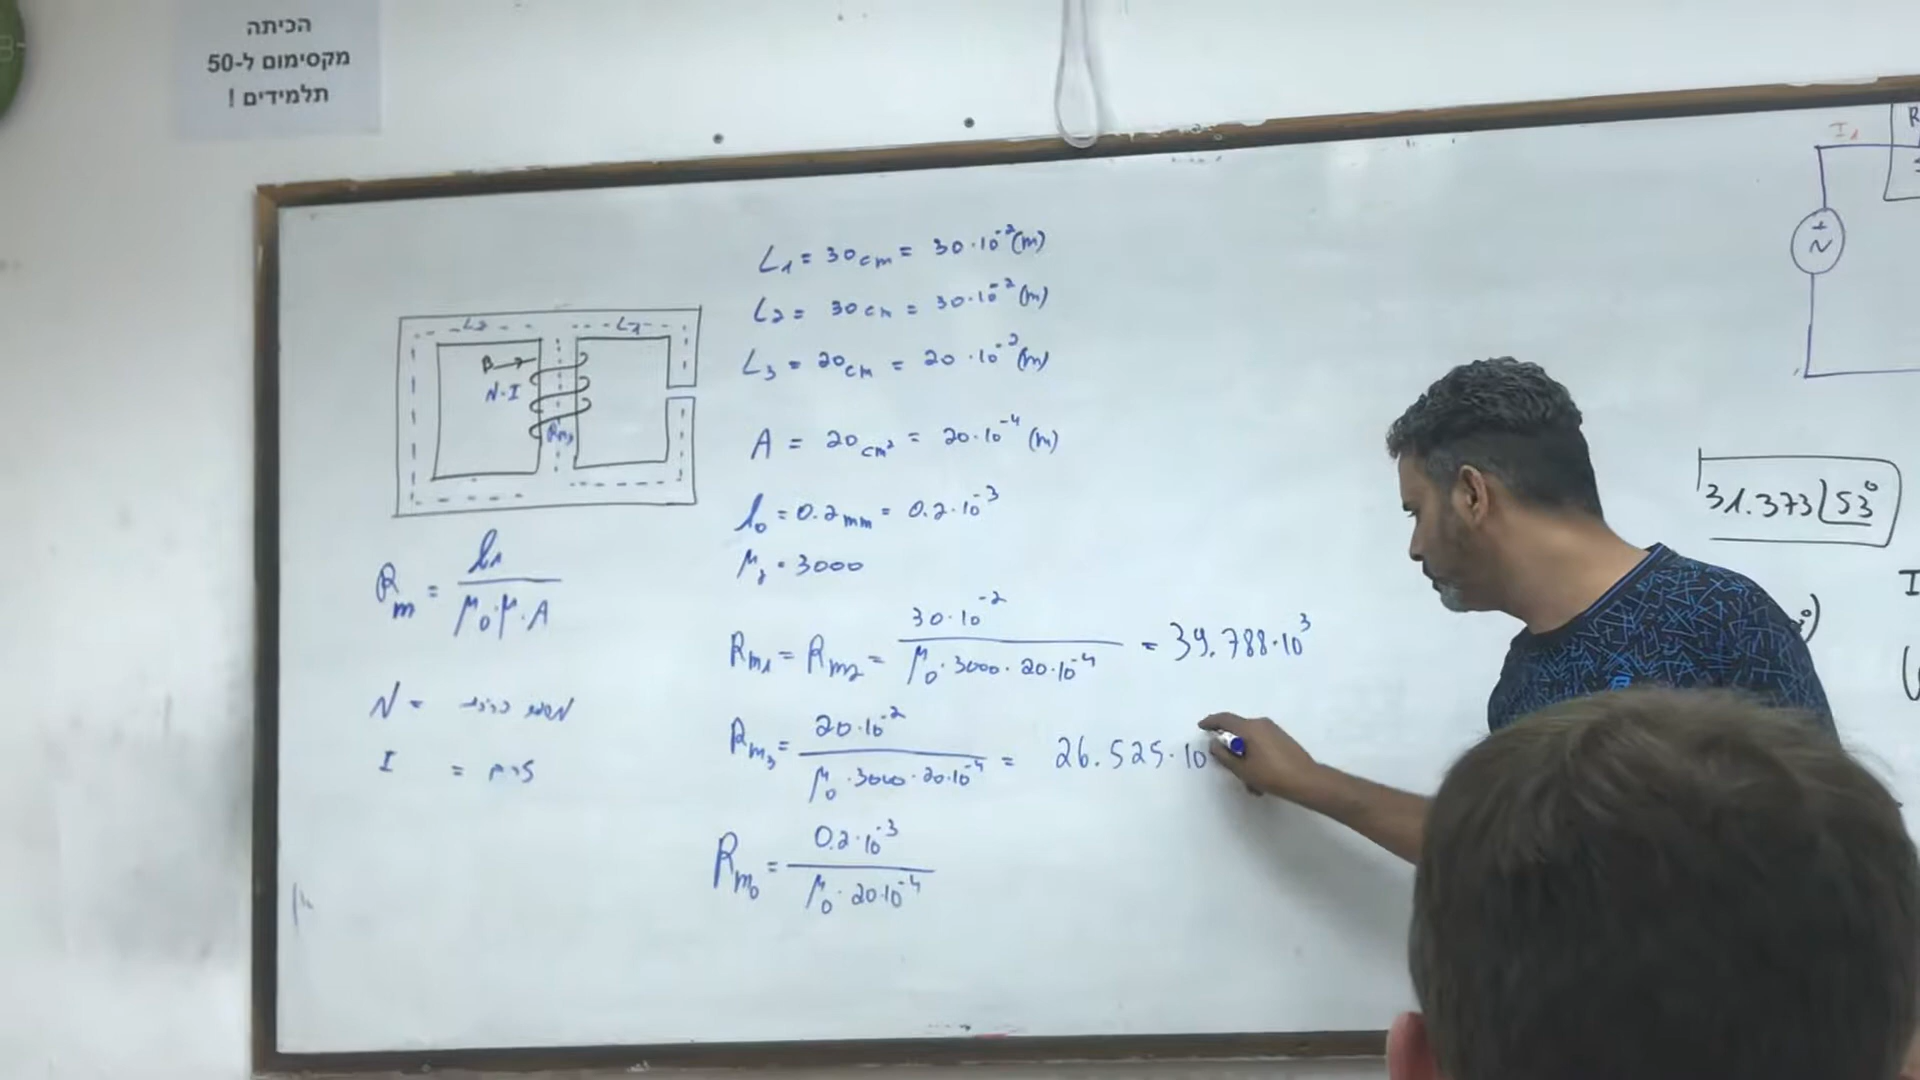 הכיתה
מקסימום ל-50
תלמידים !
L₁ = 30cm = 30·10⁻²(m)
L₂ = 30cm = 30·10⁻²(m)
L₃ = 20cm = 20·10⁻²(m)
A = 20cm² = 20·10⁻⁴(m)
l₀ = 0.2mm = 0.2·10⁻³
= 3000
L₂
L₁
B →
N·I
Rm₃
Rm = l₁ / μ₀·μ·A
N =
I = זרם
Rm₁ = Rm₂ = 30·10⁻² / μ₀·3000·20·10⁻⁴ = 39.788·10³
Rm₃ = 20·10⁻² / μ₀·3000·20·10⁻⁴ = 26.525·10
Rm₀ = 0.2·10⁻³ / μ₀·20·10⁻⁴
I₁
R
+
~
31.373∠53°
I